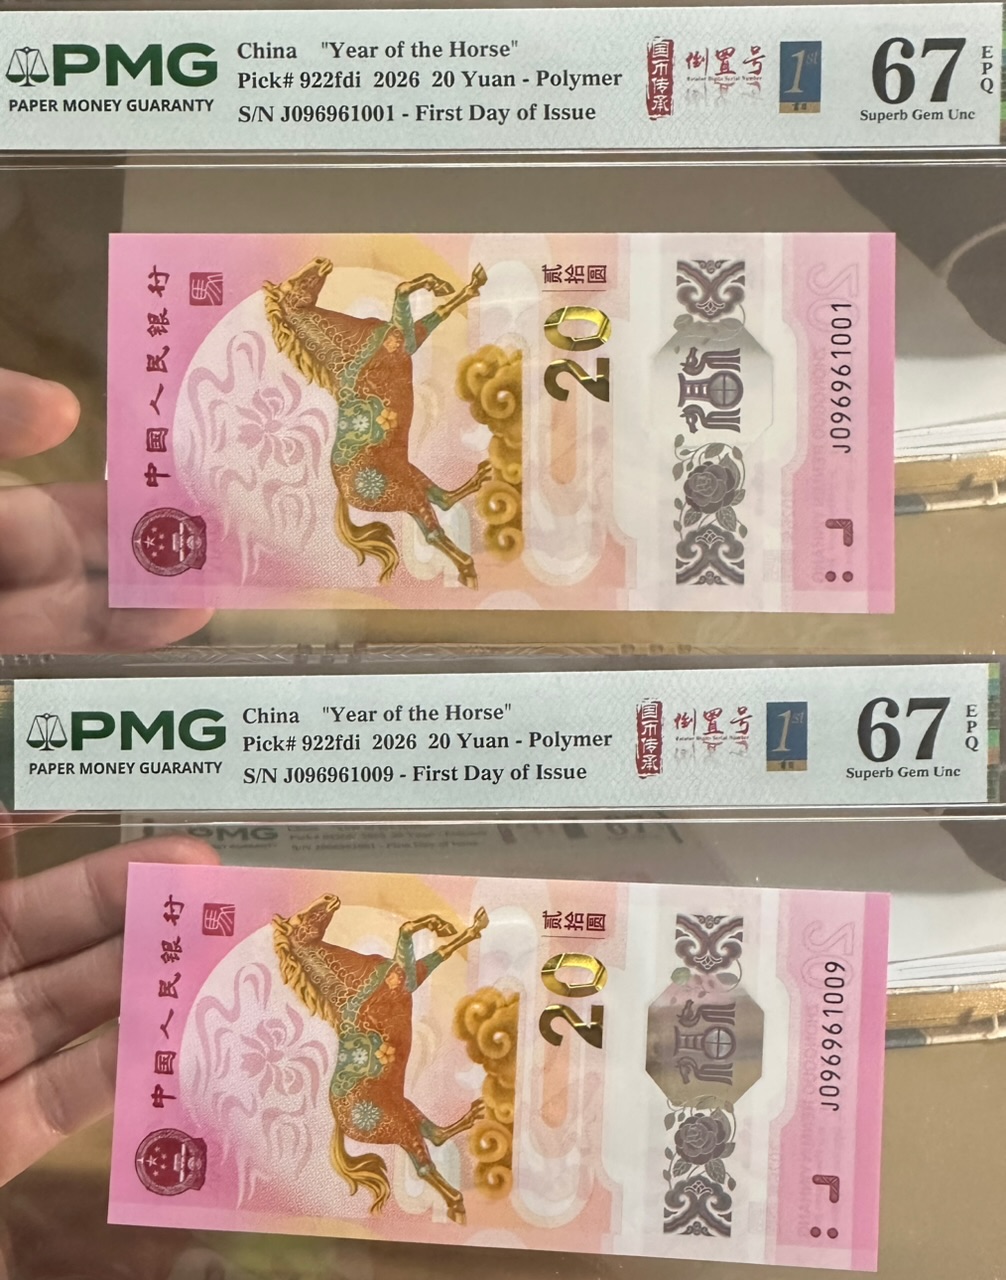 PMG
PAPER MONEY GUARANTY
China "Year of the Horse"
Pick# 922fdi 2026 20 Yuan - Polymer
S/N J096961001 - First Day of Issue
国币传承
倒置号
1st
67
EPQ
Superb Gem Unc
中国人民银行
贰拾圆
20
J096961001
PMG
PAPER MONEY GUARANTY
China "Year of the Horse"
Pick# 922fdi 2026 20 Yuan - Polymer
S/N J096961009 - First Day of Issue
国币传承
倒置号
1st
67
EPQ
Superb Gem Unc
中国人民银行
贰拾圆
20
J096961009